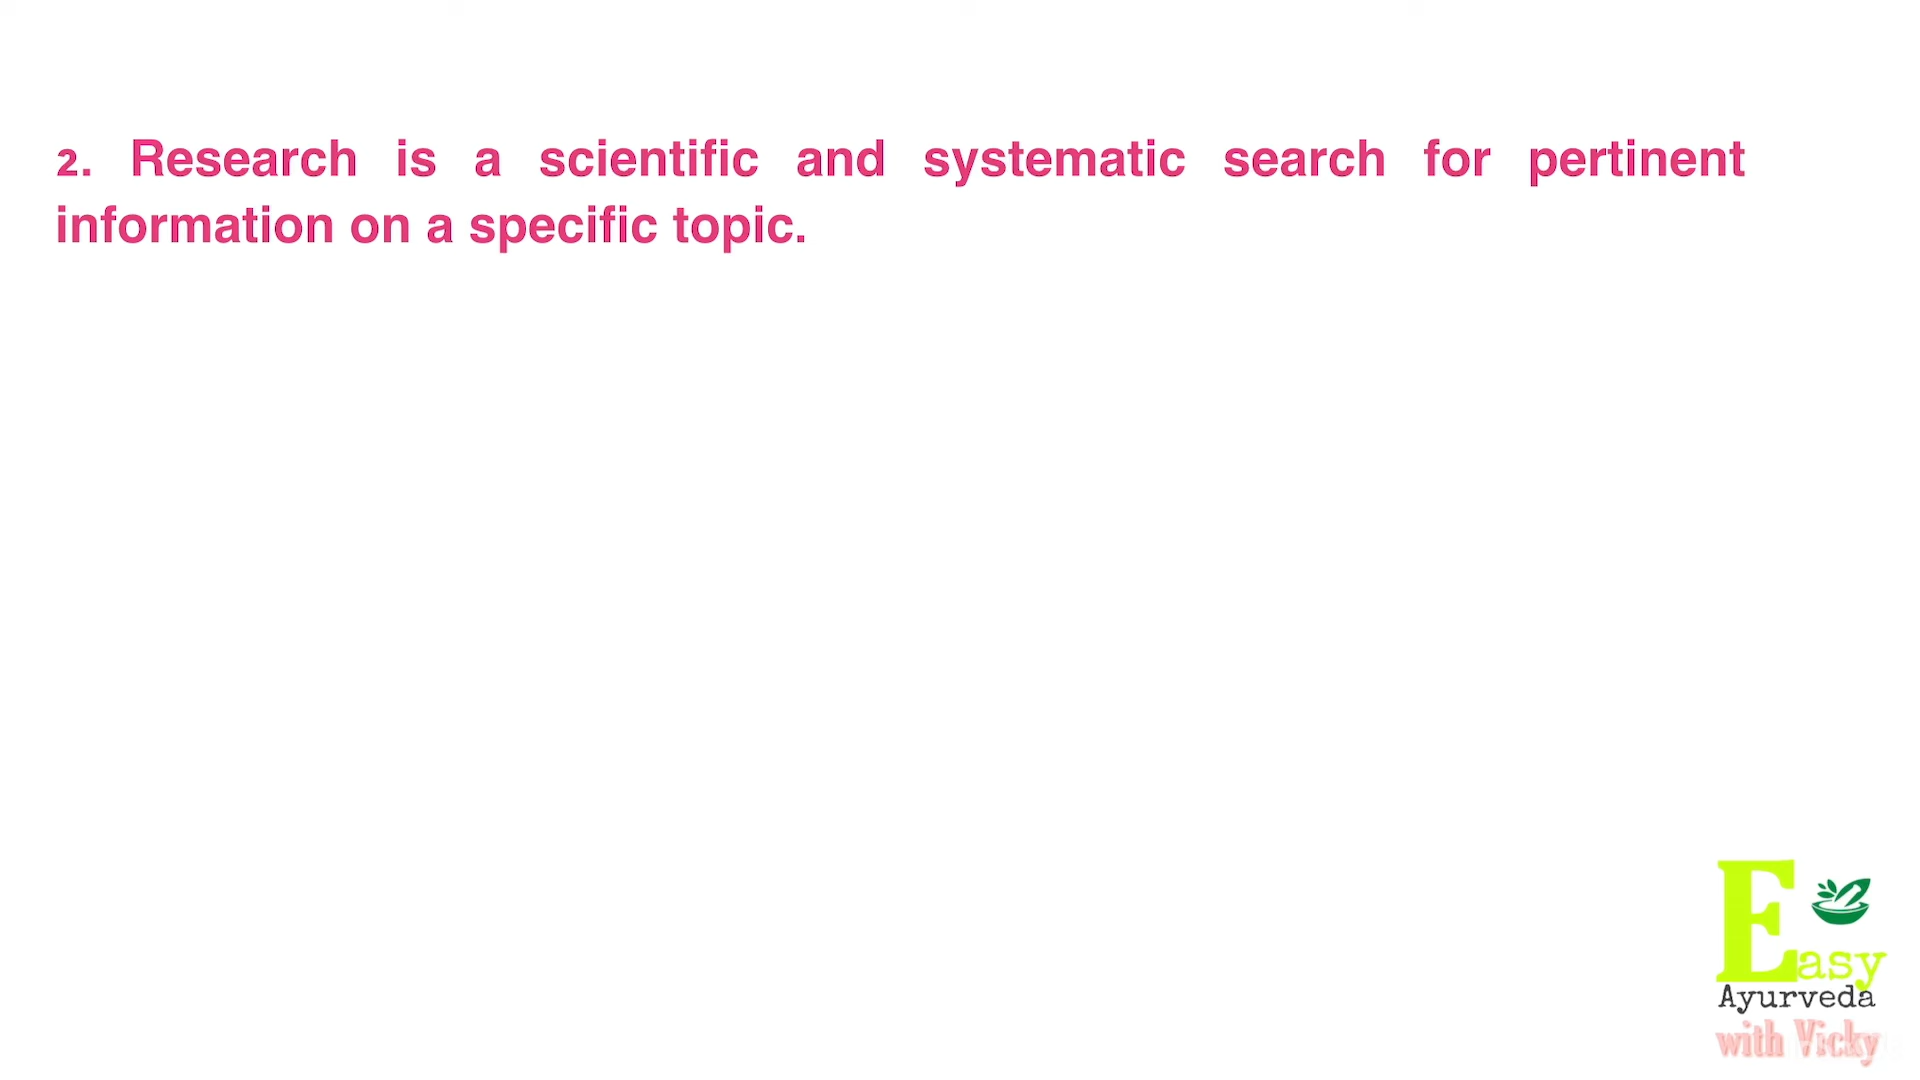 2. Research is a scientific and systematic search for pertinent
information on a specific topic.
Easy
Ayurveda
with Vicky